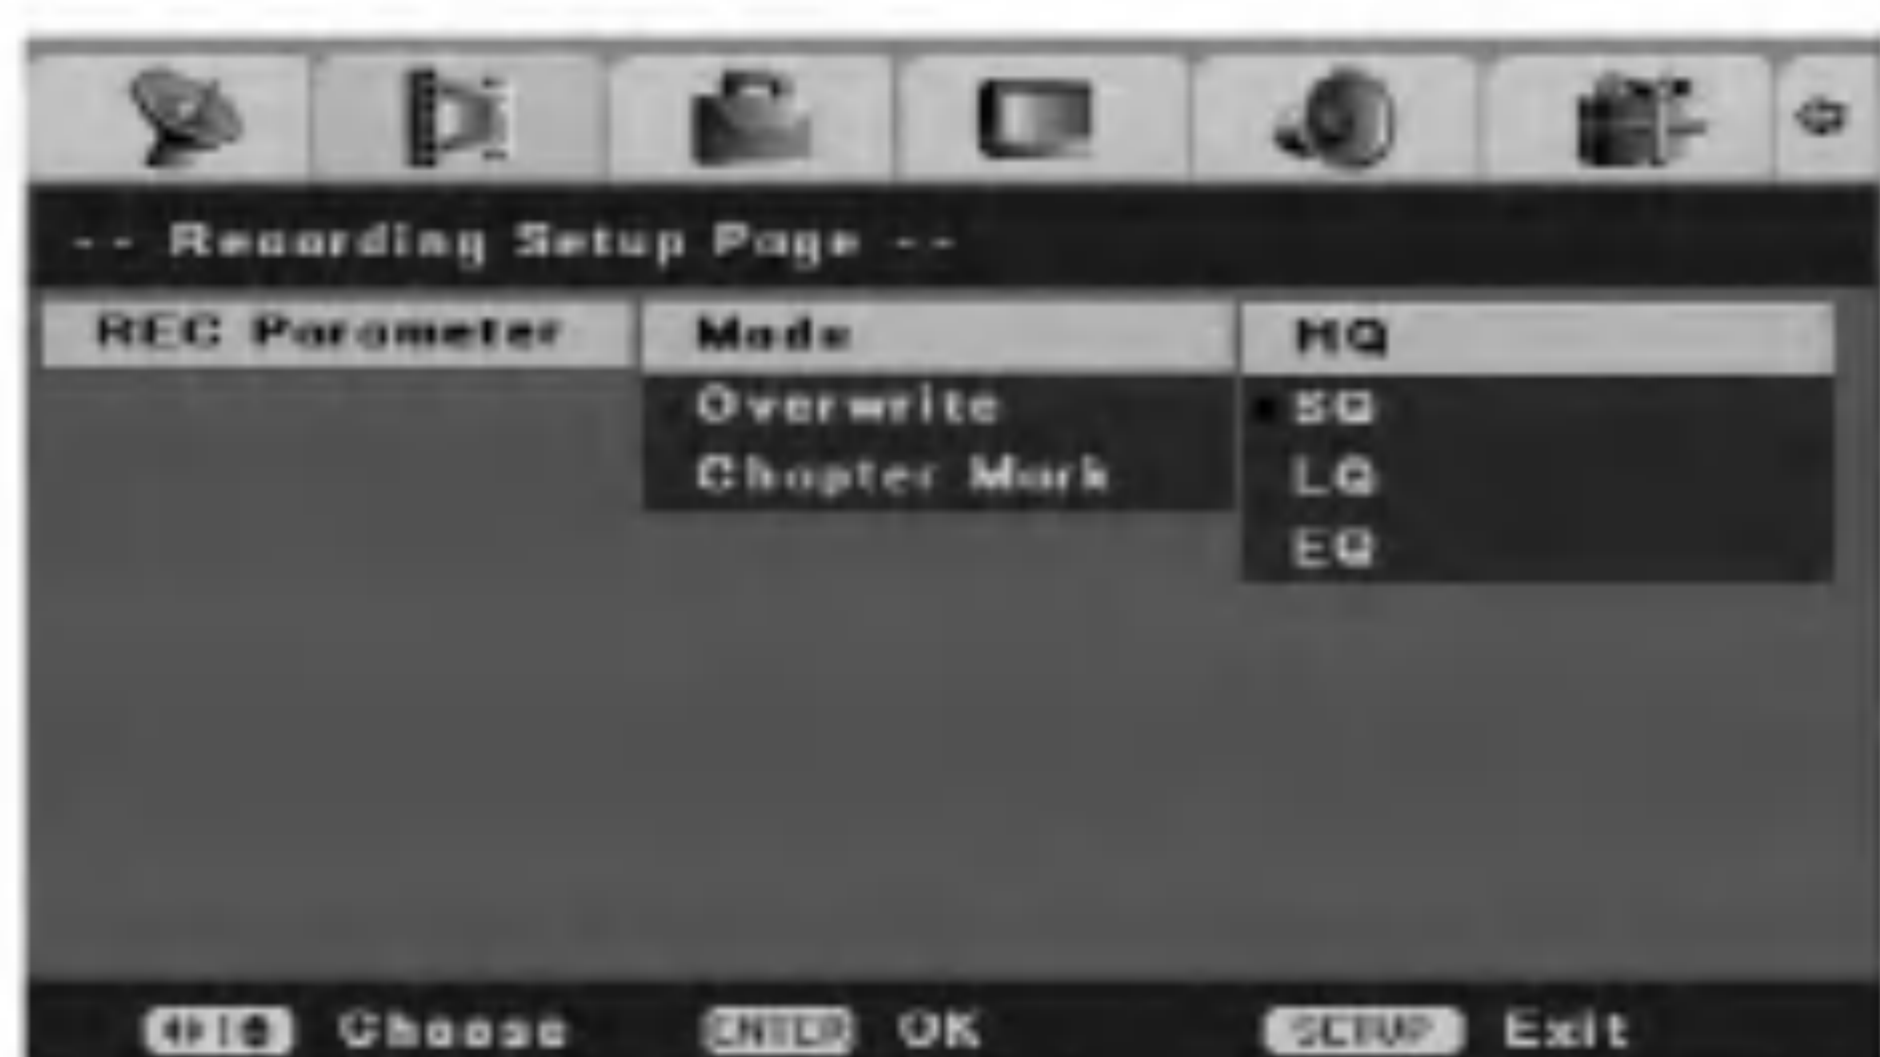 -- Recording Setup Page --
REC Parameter
Mode
HQ
Overwrite
SQ
Chapter Mark
LQ
EQ
Choose
ENTER OK
SETUP Exit